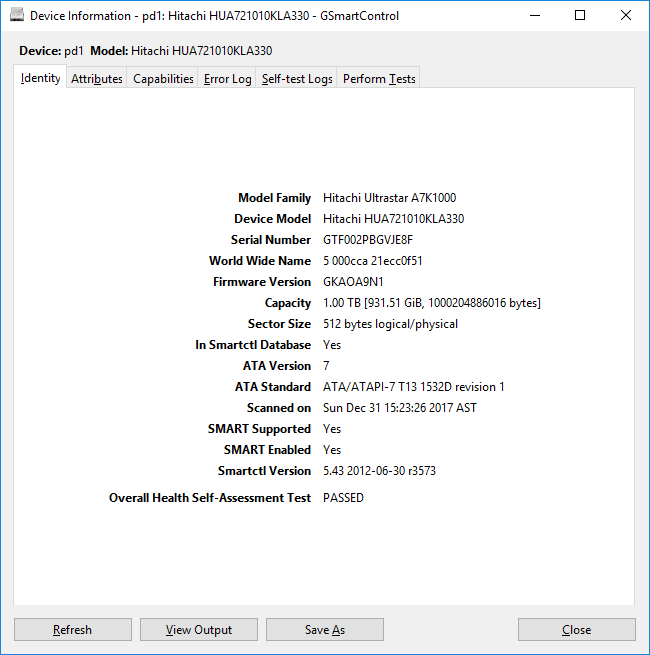 Device Information - pd1: Hitachi HUA721010KLA330 - GSmartControl
Device: pd1 Model: Hitachi HUA721010KLA330
Identity Attributes Capabilities Error Log Self-test Logs Perform Tests
Model Family Hitachi Ultrastar A7K1000
Device Model Hitachi HUA721010KLA330
Serial Number GTF002PBGVJE8F
World Wide Name 5 000cca 21ecc0f51
Firmware Version GKAOA9N1
Capacity 1.00 TB [931.51 GiB, 1000204886016 bytes]
Sector Size 512 bytes logical/physical
In Smartctl Database Yes
ATA Version 7
ATA Standard ATA/ATAPI-7 T13 1532D revision 1
Scanned on Sun Dec 31 15:23:26 2017 AST
SMART Supported Yes
SMART Enabled Yes
Smartctl Version 5.43 2012-06-30 r3573
Overall Health Self-Assessment Test PASSED
Refresh View Output Save As Close